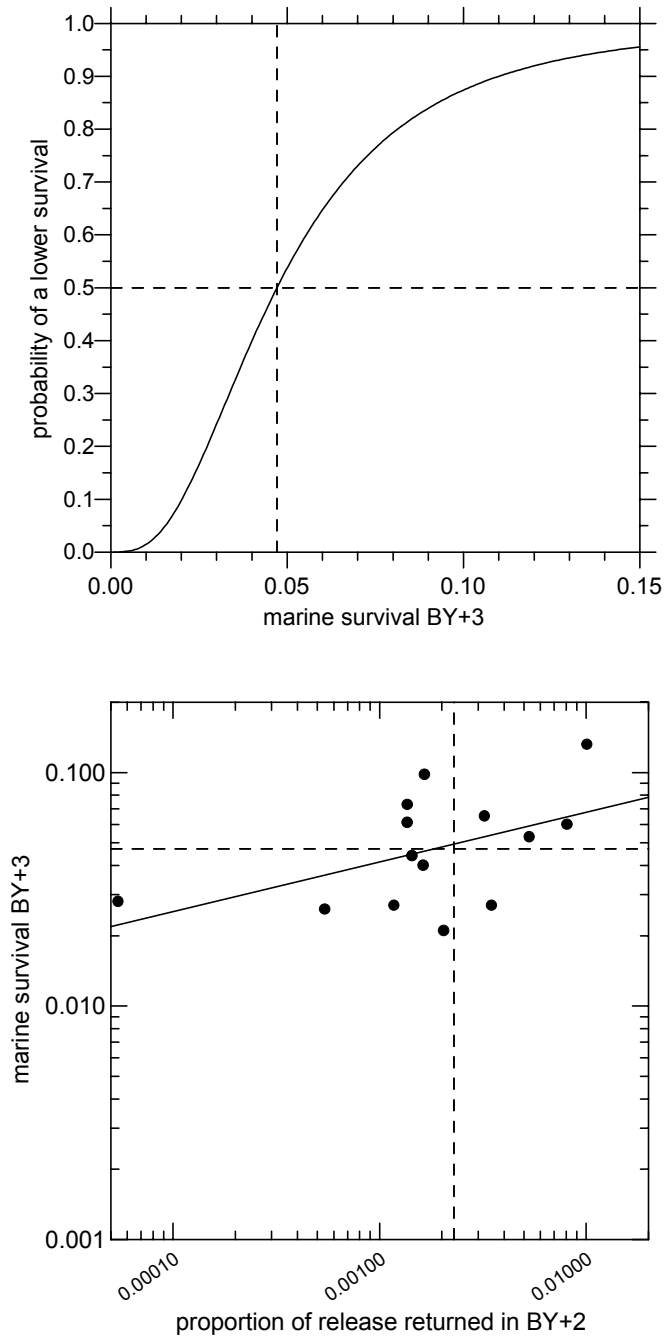 1.0
0.9
0.8
0.7
0.6
0.5
0.4
0.3
0.2
0.1
0.0
probability of a lower survival
0.00 0.05 0.10 0.15
marine survival BY+3
0.100
0.010
0.001
marine survival BY+3
0.00010 0.00100 0.01000
proportion of release returned in BY+2